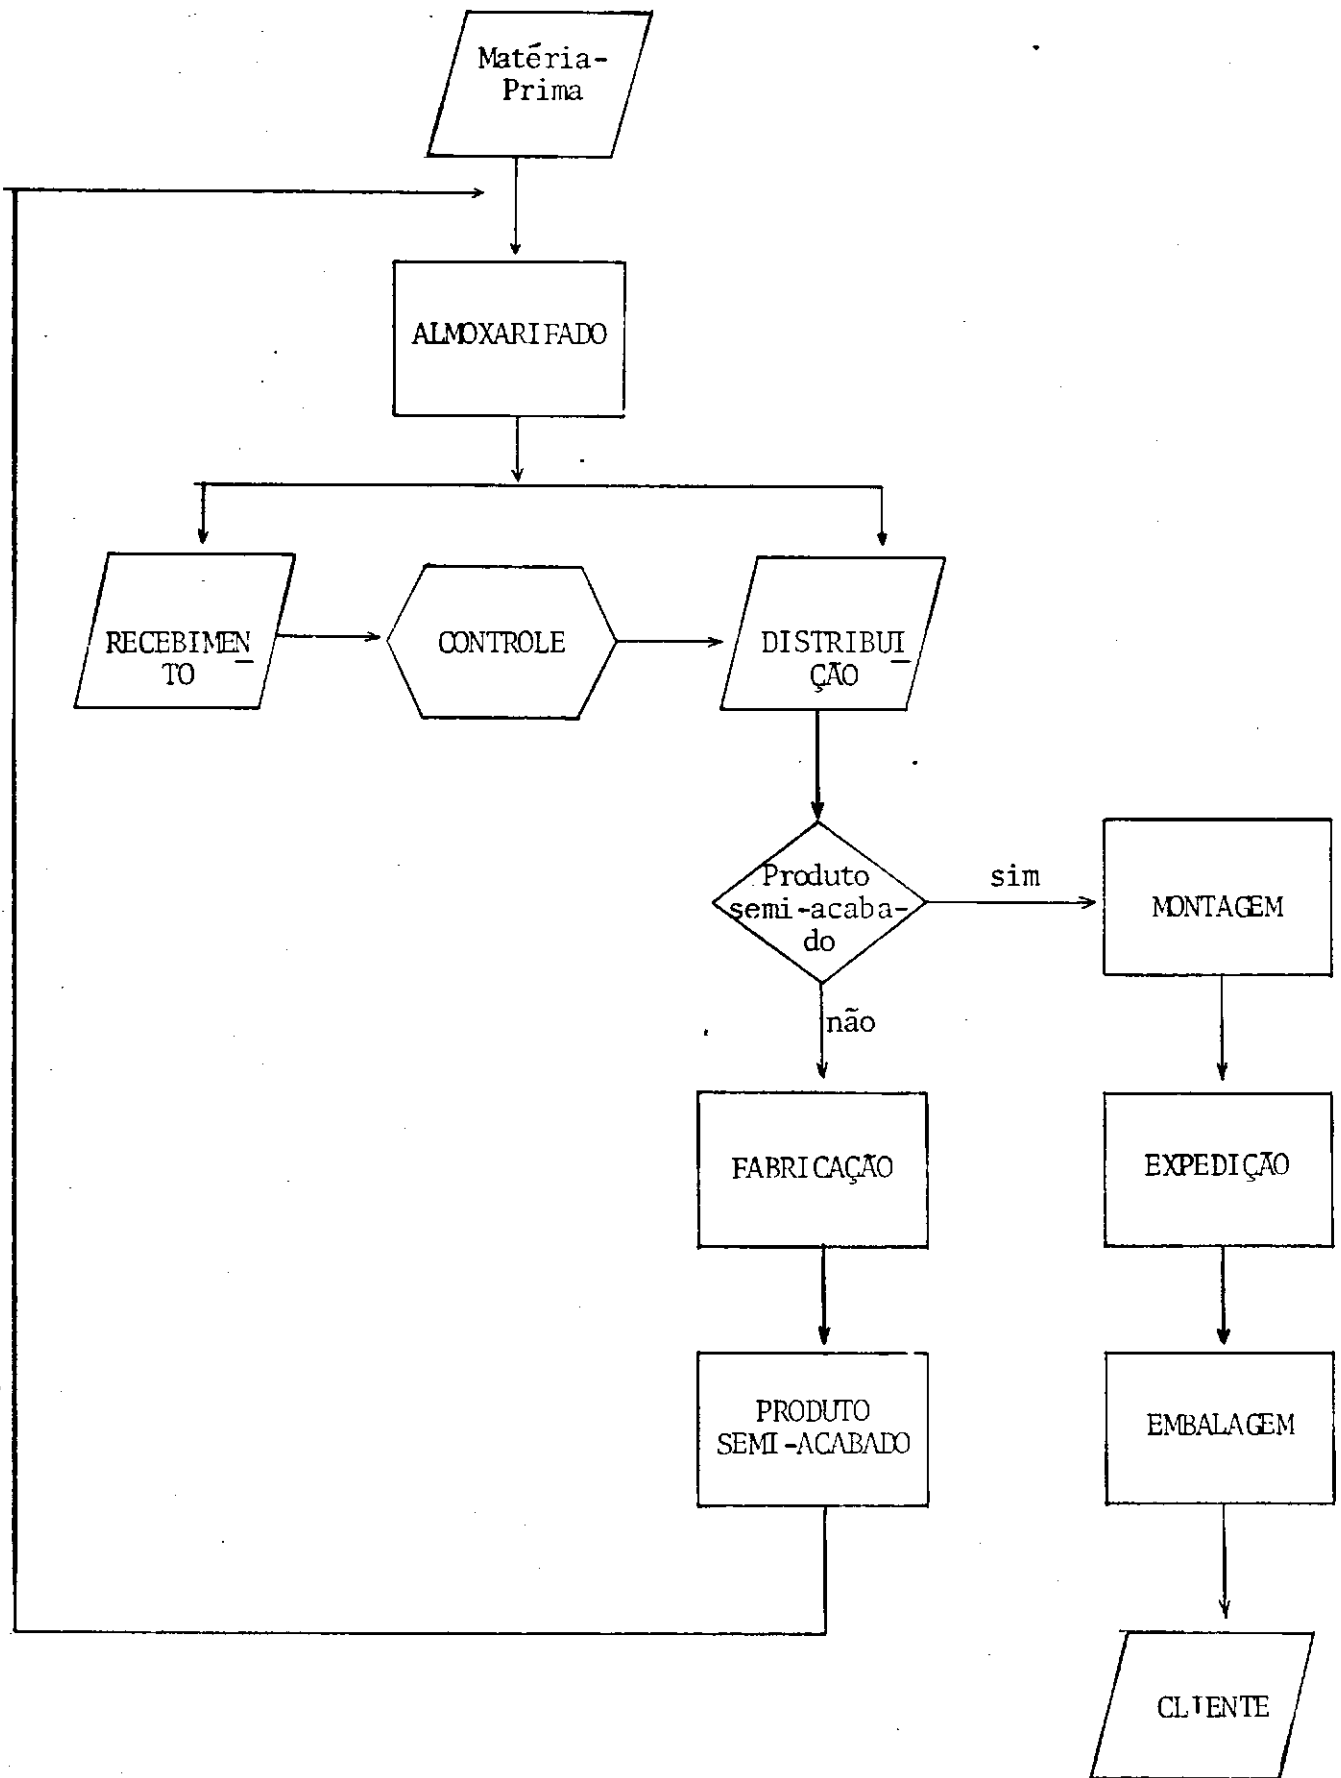 Matéria-
Prima
ALMOXARIFADO
RECEBIMEN
TO
CONTROLE
DISTRIBUI
ÇÃO
Produto
semi-acaba-
do
sim
MONTAGEM
não
FABRICAÇÃO
EXPEDIÇÃO
PRODUTO
SEMI-ACABADO
EMBALAGEM
CLIENTE